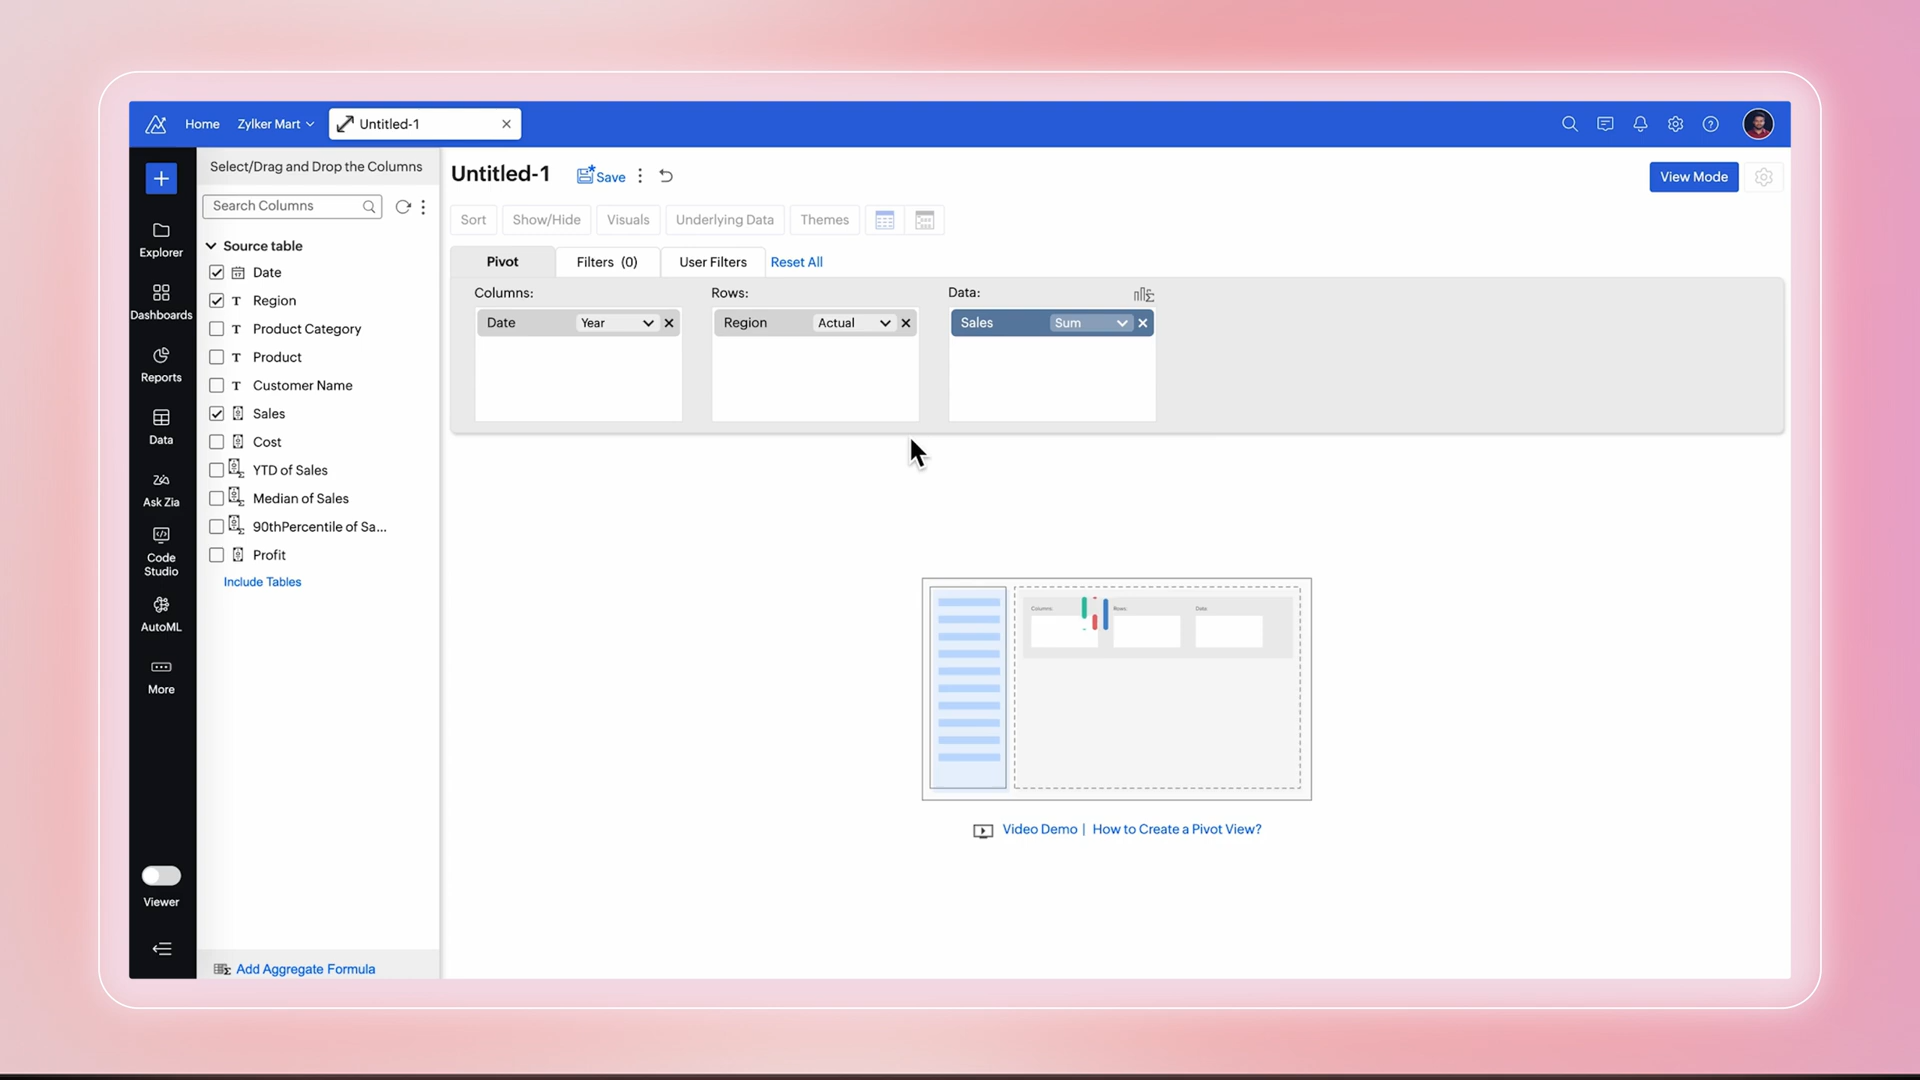 Home
Zylker Mart
Untitled-1
Select/Drag and Drop the Columns
Search Columns
Source table
Date
Region
Product Category
Product
Customer Name
Sales
Cost
YTD of Sales
Median of Sales
90thPercentile of Sa...
Profit
Include Tables
Add Aggregate Formula
Explorer
Dashboards
Reports
Data
Ask Zia
Code
Studio
AutoML
More
Viewer
Untitled-1
Save
View Mode
Sort
Show/Hide
Visuals
Underlying Data
Themes
Pivot
Filters (0)
User Filters
Reset All
Columns:
Rows:
Data:
Date Year
Region Actual
Sales Sum
Columns:
Rows:
Data:
Video Demo | How to Create a Pivot View?